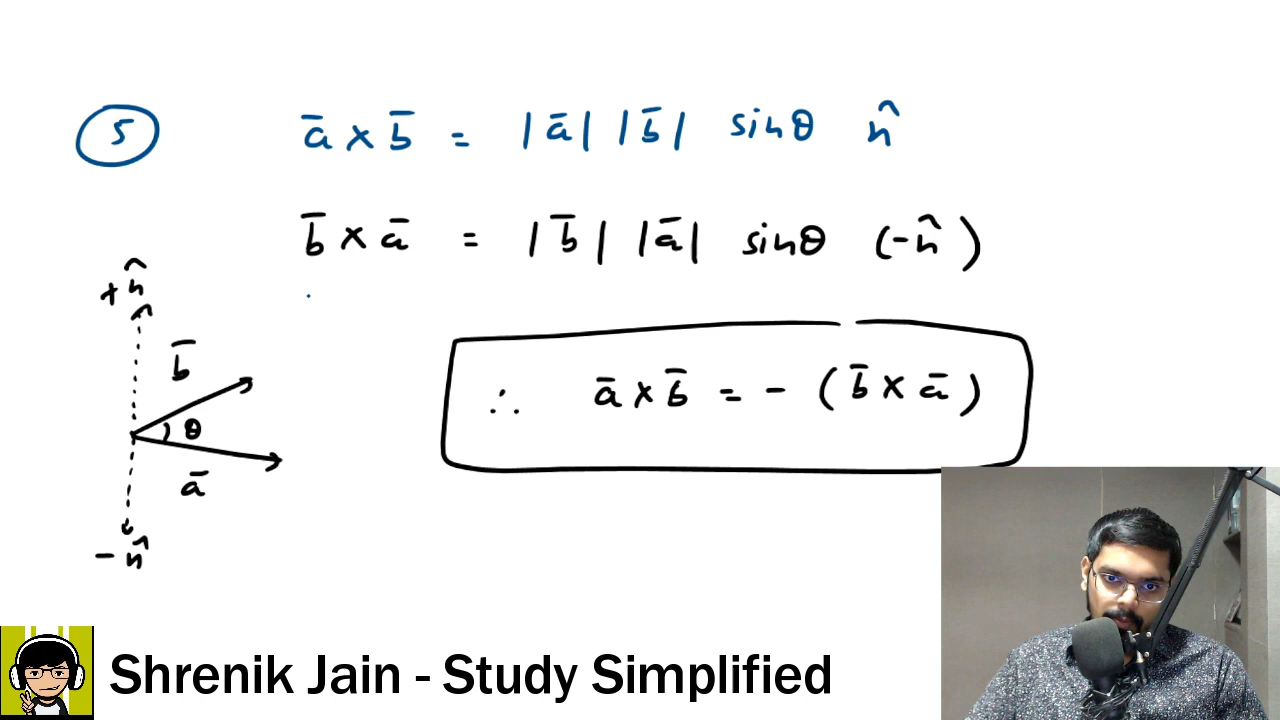 5 a̅ × b̅ = |a̅| |b̅| sinθ n̂
b̅ × a̅ = |b̅| |a̅| sinθ (-n̂)
+n̂
b̅
θ
a̅
-n̂
∴ a̅ × b̅ = - (b̅ × a̅)
Shrenik Jain - Study Simplified